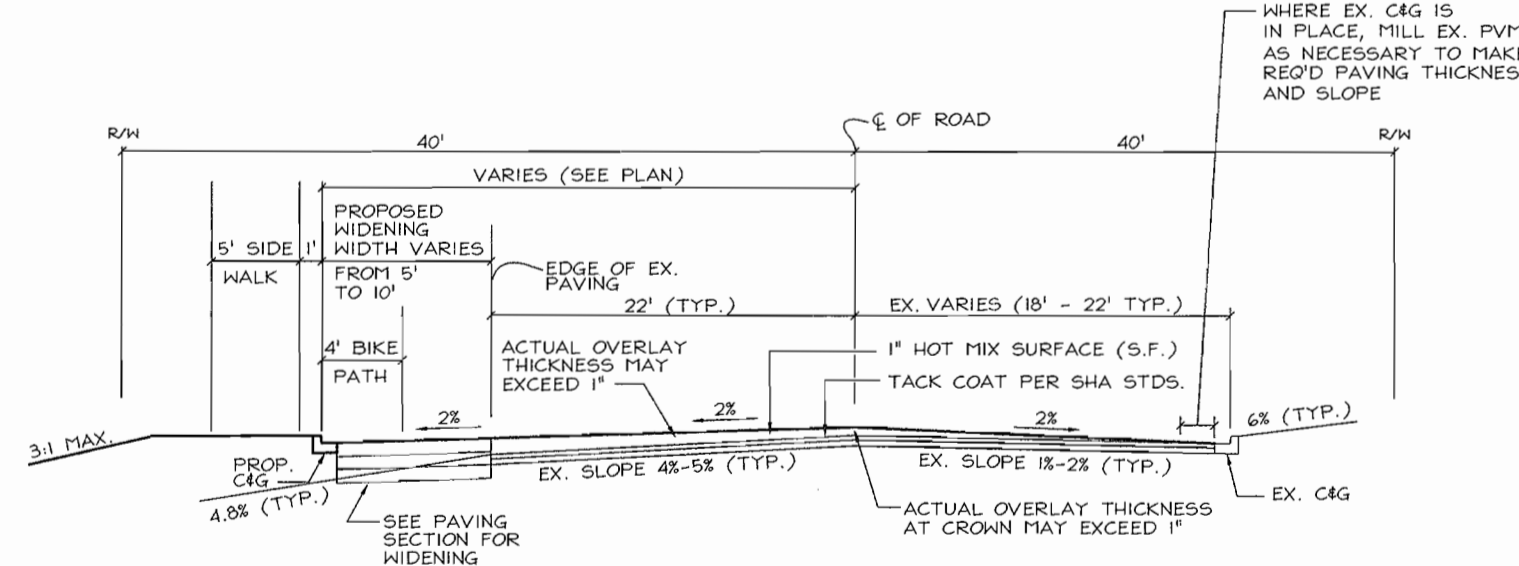 WHERE EX. C&G IS
IN PLACE, MILL EX. PVM
AS NECESSARY TO MAKE
REQ'D PAVING THICKNES
AND SLOPE
R/W
40'
℄ OF ROAD
40'
R/W
VARIES (SEE PLAN)
PROPOSED
WIDENING
WIDTH VARIES
FROM 5'
TO 10'
5' SIDE
WALK
1'
EDGE OF EX.
PAVING
22' (TYP.)
EX. VARIES (18' - 22' TYP.)
4' BIKE
PATH
ACTUAL OVERLAY
THICKNESS MAY
EXCEED 1"
1" HOT MIX SURFACE (S.F.)
TACK COAT PER SHA STDS.
2%
2%
2%
6% (TYP.)
3:1 MAX.
PROP.
C&G
4.8% (TYP.)
EX. SLOPE 4%-5% (TYP.)
EX. SLOPE 1%-2% (TYP.)
EX. C&G
SEE PAVING
SECTION FOR
WIDENING
ACTUAL OVERLAY THICKNESS
AT CROWN MAY EXCEED 1"